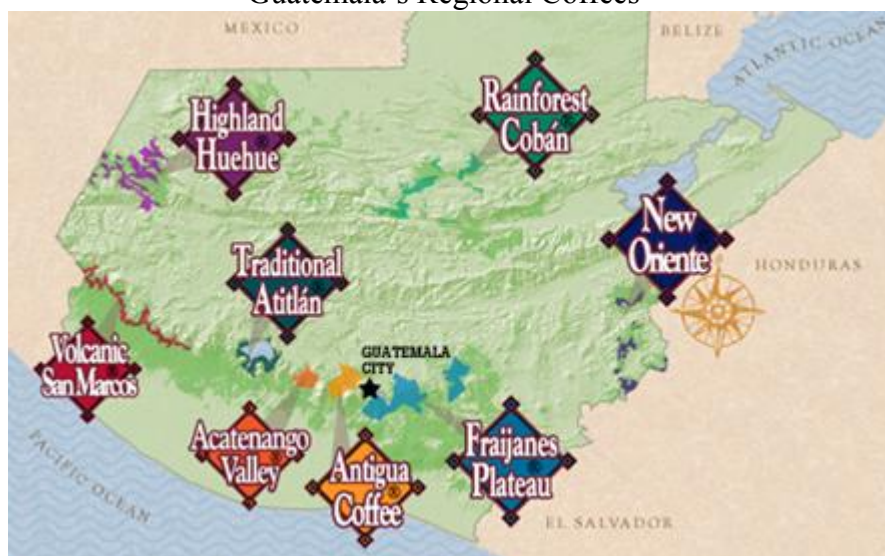 Guatemala's Regional Coffees
MEXICO
BELIZE
ATLANTIC OCEAN
Highland
Huehue®
Rainforest
Cobán®
New
Oriente®
HONDURAS
Traditional
Atitlán®
Volcanic
San Marcos®
GUATEMALA
CITY
Acatenango
Valley®
Antigua
Coffee®
Fraijanes
Plateau®
PACIFIC OCEAN
EL SALVADOR